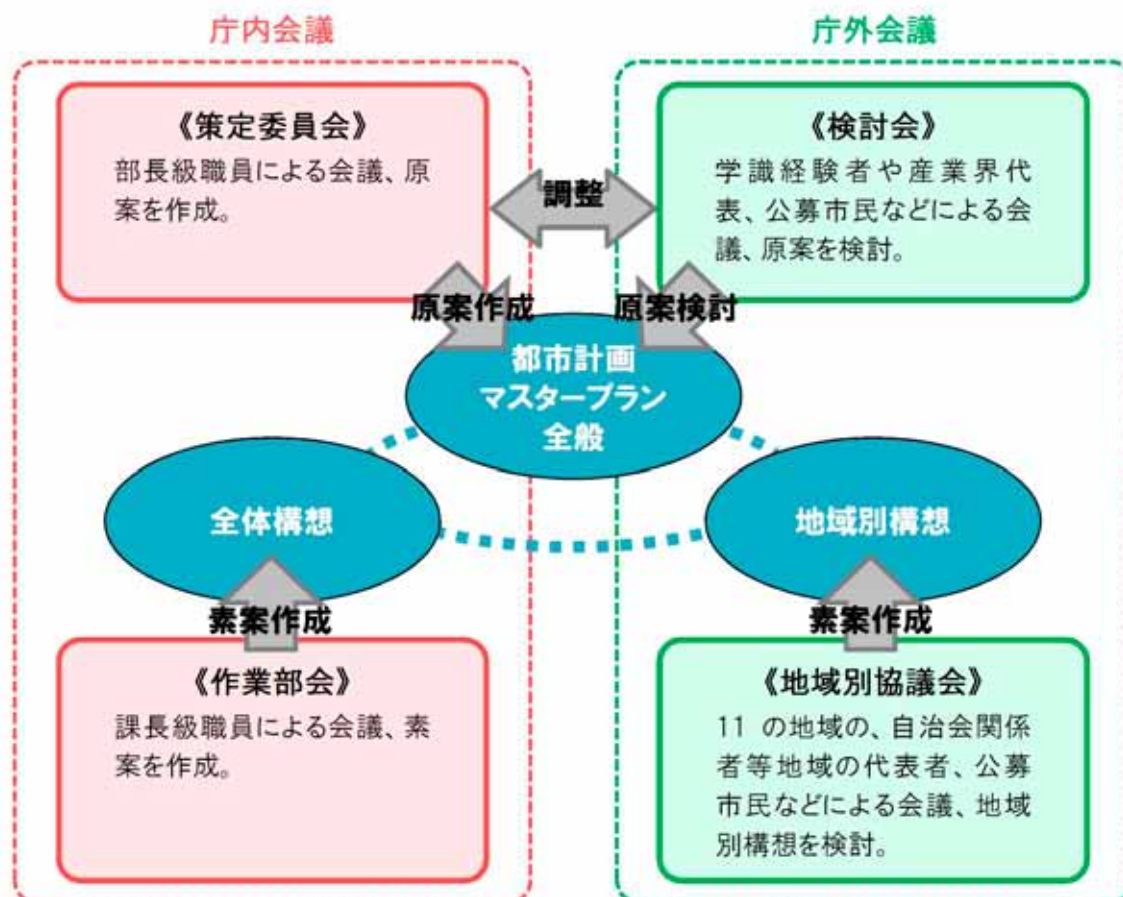 庁内会議
庁外会議
《策定委員会》
部長級職員による会議、原
案を作成。
調整
《検討会》
学識経験者や産業界代
表、公募市民などによる会
議、原案を検討。
原案作成
原案検討
都市計画
マスタープラン
全般
全体構想
地域別構想
素案作成
素案作成
《作業部会》
課長級職員による会議、素
案を作成。
《地域別協議会》
11 の地域の、自治会関係
者等地域の代表者、公募
市民などによる会議、地域
別構想を検討。